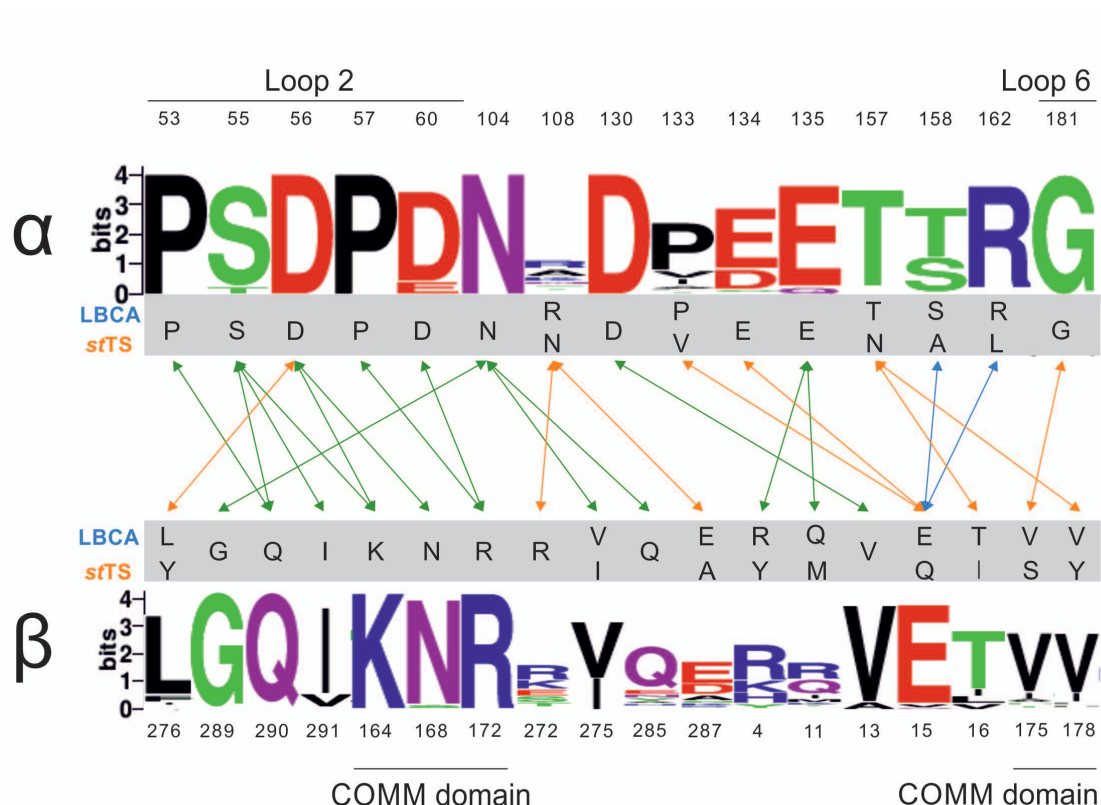 Loop 2 Loop 6
53 55 56 57 60 104 108 130 133 134 135 157 158 162 181
4
3
2
1
0
bits
α
P S D P D N R A D P V E D E T T S R G
LBCA R P T S R
P S D P D N D E E G
stTS N V N A L
LBCA L V E R Q E T V V
G Q I K N R R Q V
stTS Y I A Y M Q I S Y
4
3
2
1
0
bits
β
L G Q I V K N R R K V I Q E D R K R Q V E T V V
276 289 290 291 164 168 172 272 275 285 287 4 11 13 15 16 175 178
COMM domain COMM domain